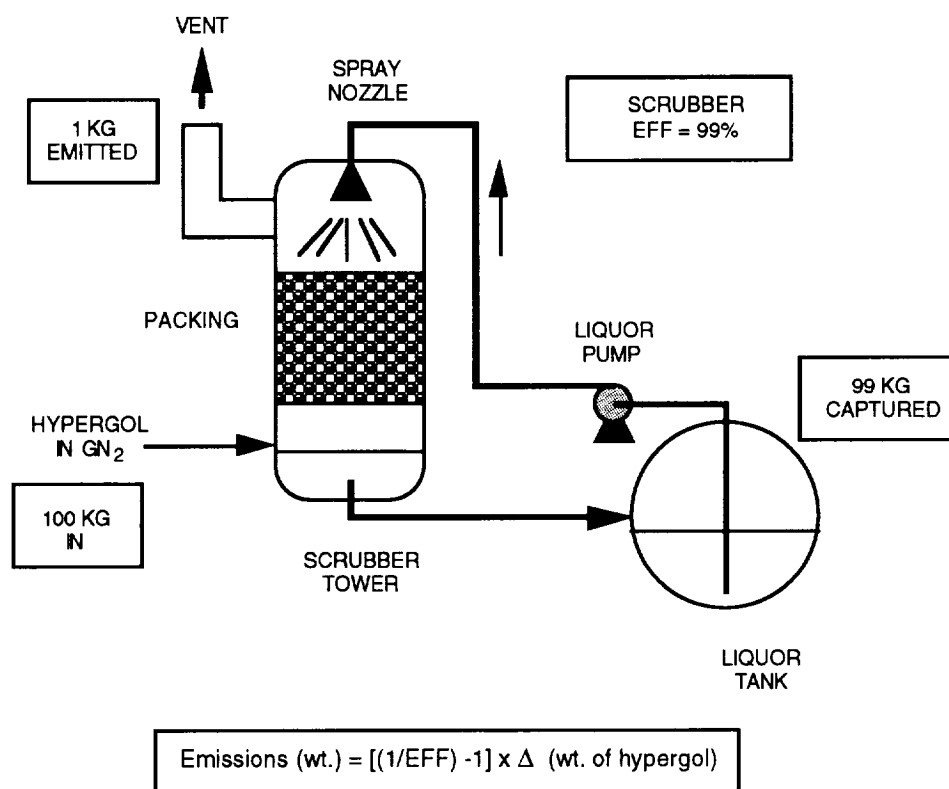 VENT
SPRAY
NOZZLE
SCRUBBER
EFF = 99%
1 KG
EMITTED
PACKING
LIQUOR
PUMP
99 KG
CAPTURED
HYPERGOL
IN GN₂
100 KG
IN
SCRUBBER
TOWER
LIQUOR
TANK
Emissions (wt.) = [(1/EFF) -1] x Δ (wt. of hypergol)